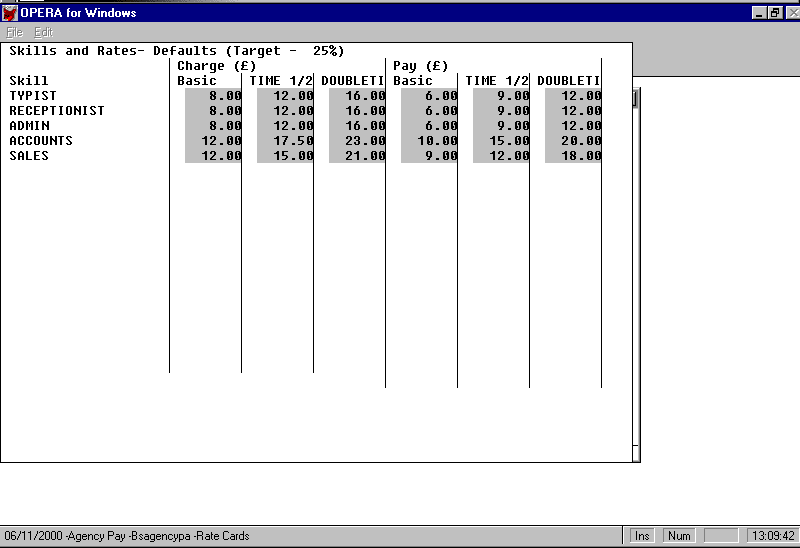 OPERA for Windows
File Edit
Skills and Rates- Defaults (Target - 25%)
Charge (£) Pay (£)
Skill Basic TIME 1/2 DOUBLETI Basic TIME 1/2 DOUBLETI
TYPIST 8.00 12.00 16.00 6.00 9.00 12.00
RECEPTIONIST 8.00 12.00 16.00 6.00 9.00 12.00
ADMIN 8.00 12.00 16.00 6.00 9.00 12.00
ACCOUNTS 12.00 17.50 23.00 10.00 15.00 20.00
SALES 12.00 15.00 21.00 9.00 12.00 18.00
06/11/2000 -Agency Pay -Bsagencypa -Rate Cards Ins Num 13:09:42